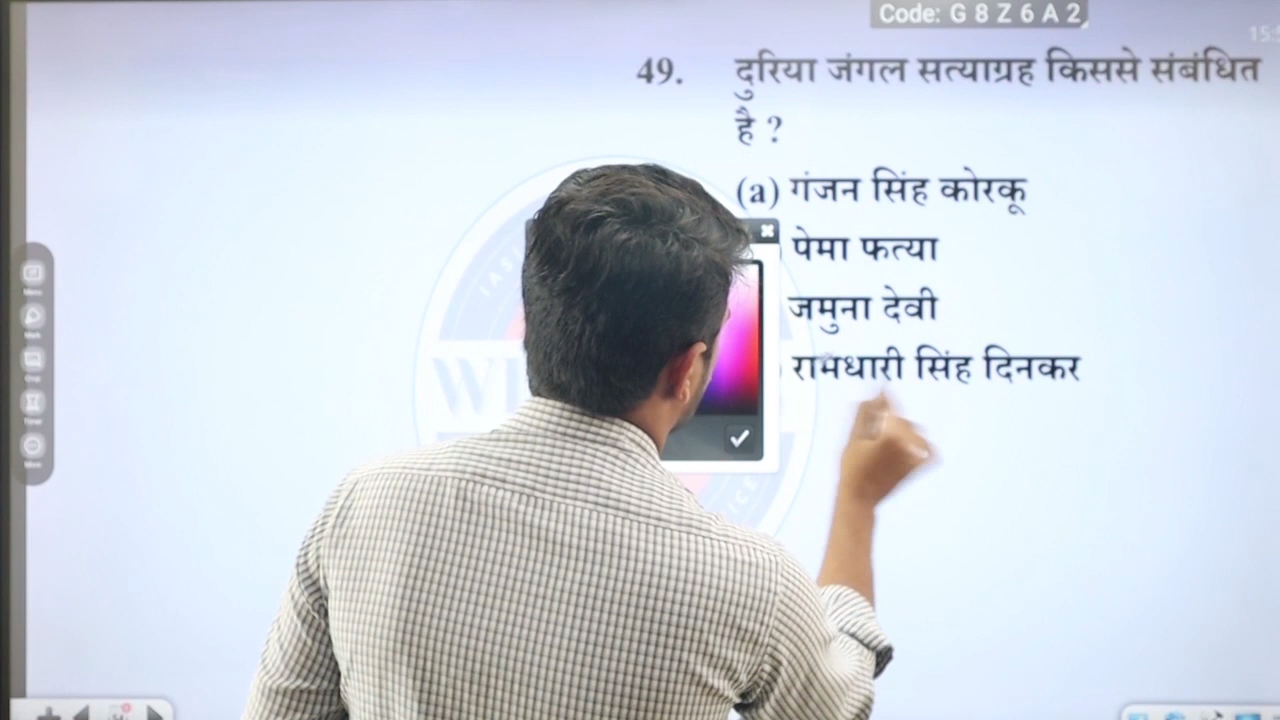 Code: G 8 Z 6 A 2
49. दुरिया जंगल सत्याग्रह किससे संबंधित
है ?
(a) गंजन सिंह कोरकू
पेमा फत्या
जमुना देवी
रामधारी सिंह दिनकर